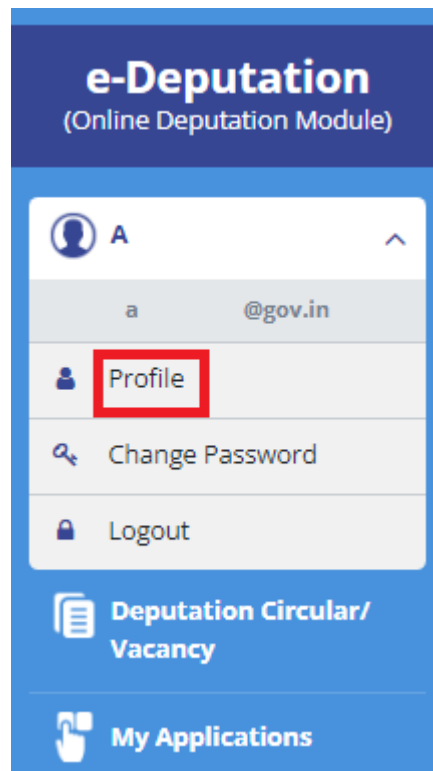 e-Deputation
(Online Deputation Module)
A
a @gov.in
Profile
Change Password
Logout
Deputation Circular/
Vacancy
My Applications